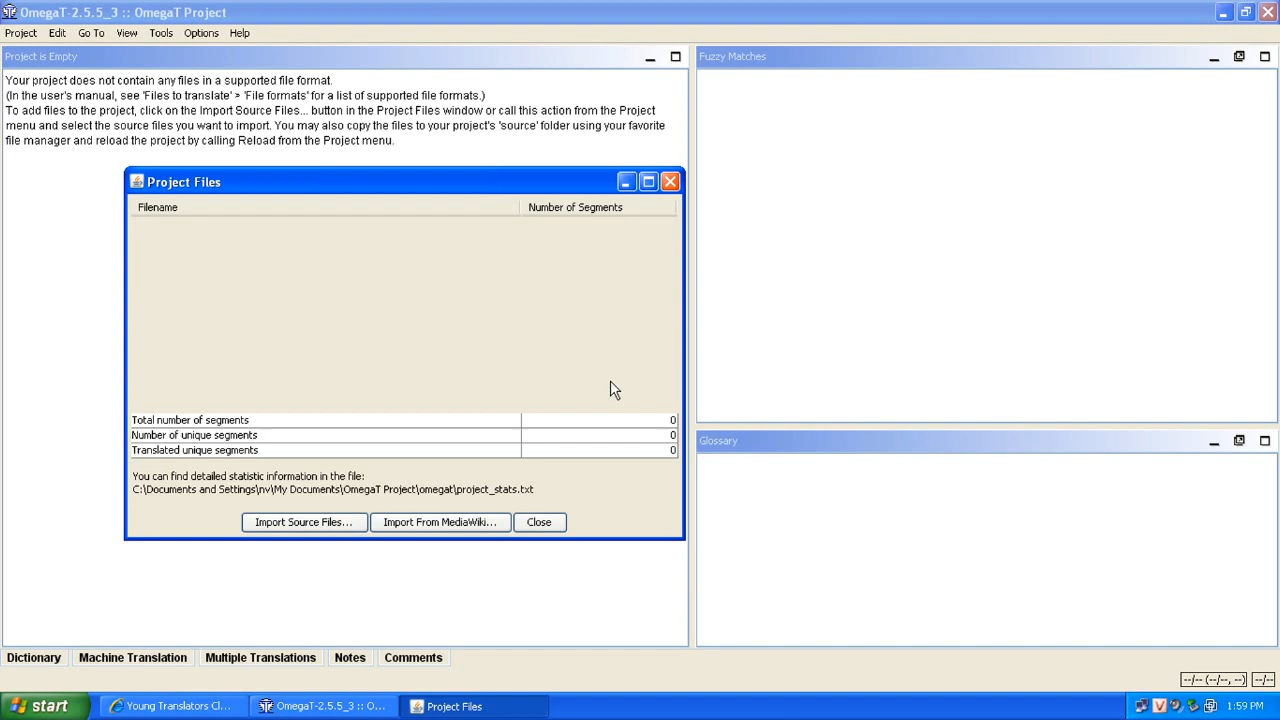 OmegaT-2.5.5_3 :: OmegaT Project
Project Edit Go To View Tools Options Help
Project is Empty
Your project does not contain any files in a supported file format.
(In the user's manual, see 'Files to translate' > 'File formats' for a list of supported file formats.)
To add files to the project, click on the Import Source Files... button in the Project Files window or call this action from the Project
menu and select the source files you want to import. You may also copy the files to your project's 'source' folder using your favorite
file manager and reload the project by calling Reload from the Project menu.
Project Files
Filename Number of Segments
Total number of segments 0
Number of unique segments 0
Translated unique segments 0
You can find detailed statistic information in the file:
C:\Documents and Settings\nv\My Documents\OmegaT Project\omegat\project_stats.txt
Import Source Files... Import From MediaWiki... Close
Fuzzy Matches
Glossary
Dictionary Machine Translation Multiple Translations Notes Comments
--/-- (--/--, --) --/--
start Young Translators Cl... OmegaT-2.5.5_3 :: O... Project Files 1:59 PM